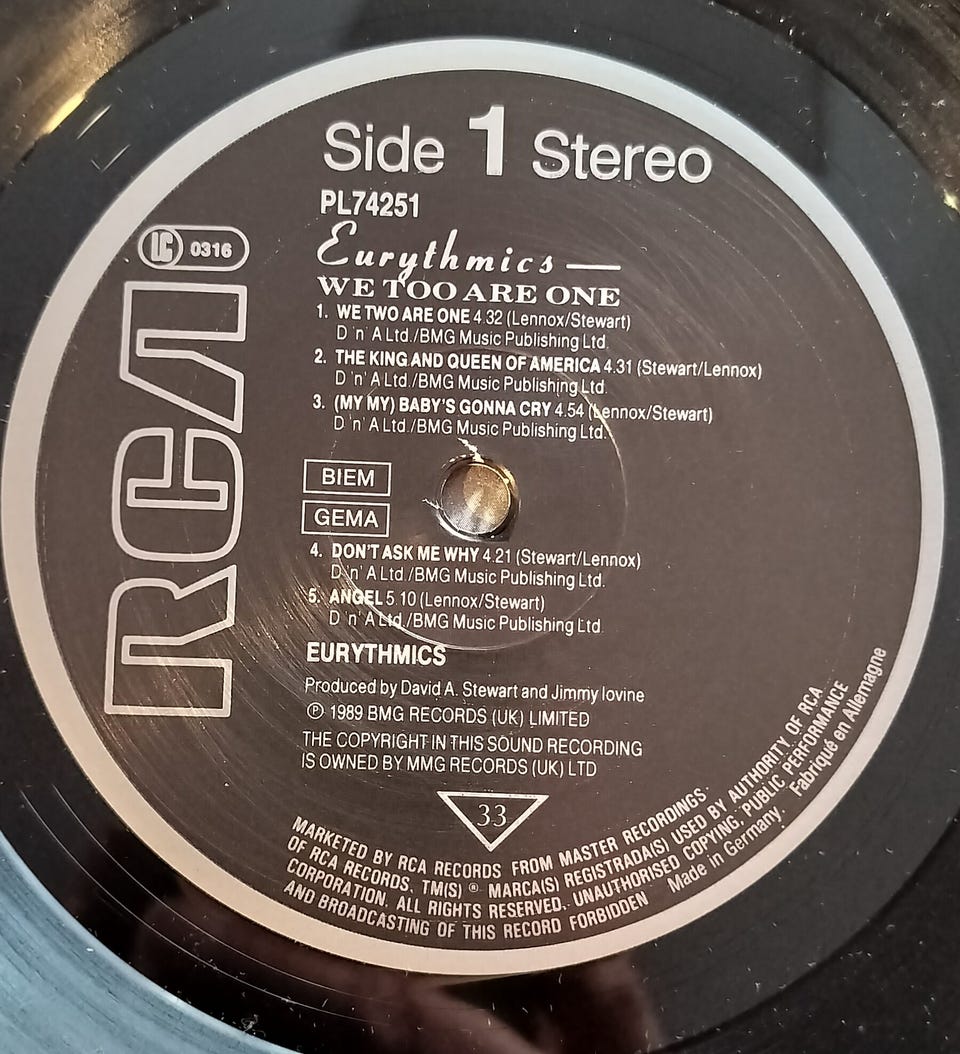 Side 1 Stereo
PL74251
LC 0316
Eurythmics
WE TOO ARE ONE
1. WE TWO ARE ONE 4.32 (Lennox/Stewart)
D 'n' A Ltd./BMG Music Publishing Ltd.
2. THE KING AND QUEEN OF AMERICA 4.31 (Stewart/Lennox)
D 'n' A Ltd./BMG Music Publishing Ltd.
3. (MY MY) BABY'S GONNA CRY 4.54 (Lennox/Stewart)
D 'n' A Ltd./BMG Music Publishing Ltd.
BIEM
GEMA
4. DON'T ASK ME WHY 4.21 (Stewart/Lennox)
D 'n' A Ltd./BMG Music Publishing Ltd.
5. ANGEL 5.10 (Lennox/Stewart)
D 'n' A Ltd./BMG Music Publishing Ltd.
EURYTHMICS
Produced by David A. Stewart and Jimmy Iovine
Ⓟ 1989 BMG RECORDS (UK) LIMITED
THE COPYRIGHT IN THIS SOUND RECORDING
IS OWNED BY MMG RECORDS (UK) LTD
33
RCA
MARKETED BY RCA RECORDS FROM MASTER RECORDINGS
OF RCA RECORDS. TM(S) ® MARCA(S) REGISTRADA(S) USED BY AUTHORITY OF RCA
CORPORATION. ALL RIGHTS RESERVED. UNAUTHORISED COPYING, PUBLIC PERFORMANCE
AND BROADCASTING OF THIS RECORD FORBIDDEN
Made in Germany. Fabriqué en Allemagne